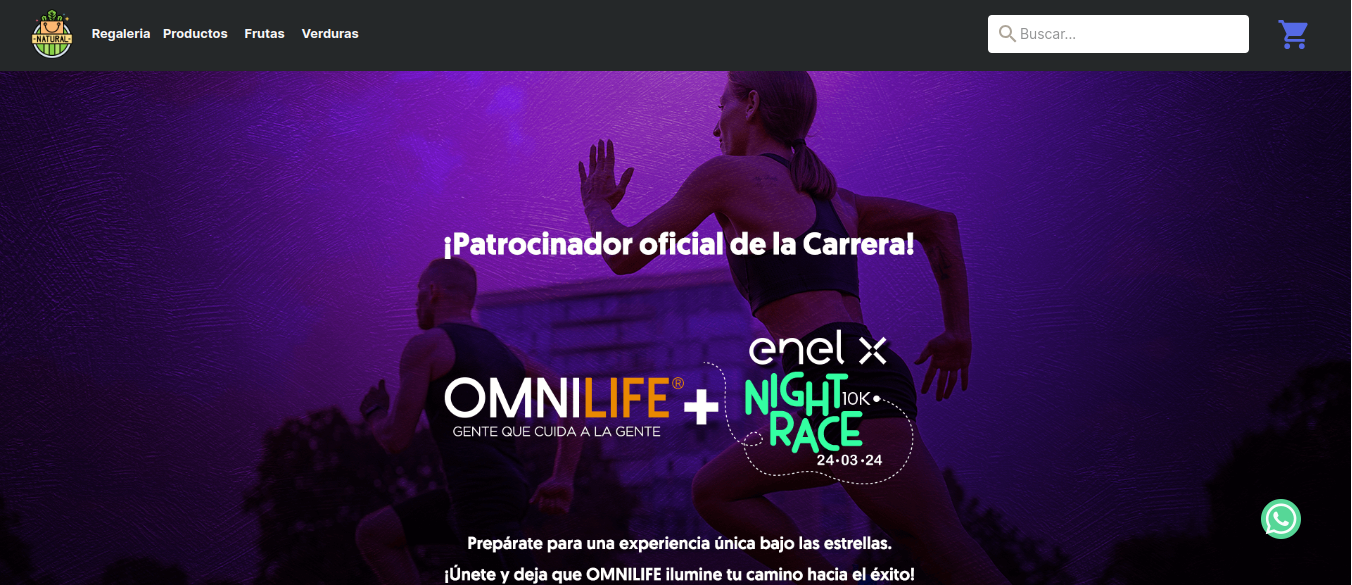 NATURAL
Regaleria Productos Frutas Verduras
Buscar...
¡Patrocinador oficial de la Carrera!
enel x
OMNILIFE®
GENTE QUE CUIDA A LA GENTE
+
NIGHT
10K
RACE
24·03·24
Prepárate para una experiencia única bajo las estrellas.
¡Únete y deja que OMNILIFE ilumine tu camino hacia el éxito!